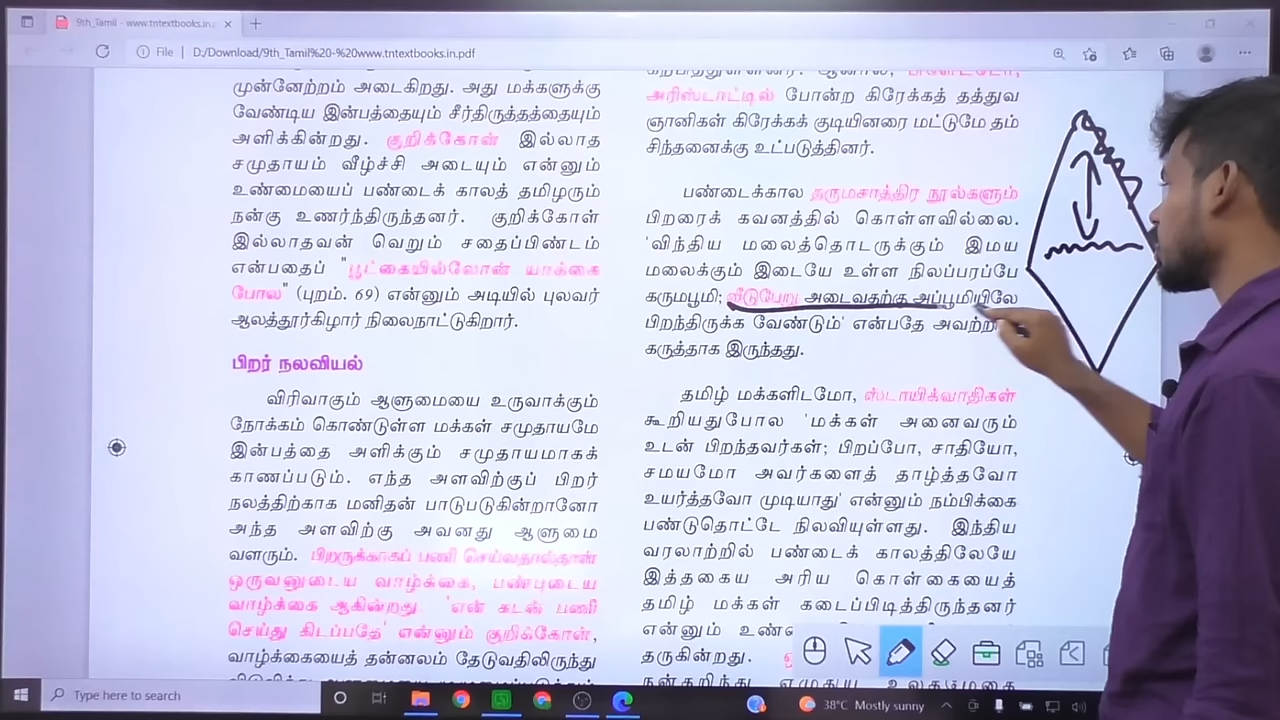 9th_Tamil - www.tntextbooks.in.
File | D:/Download/9th_Tamil%20-%20www.tntextbooks.in.pdf
முன்னேற்றம் அடைகிறது. அது மக்களுக்கு
வேண்டிய இன்பத்தையும் சீர்திருத்தத்தையும்
அளிக்கின்றது. குறிக்கோள் இல்லாத
சமுதாயம் வீழ்ச்சி அடையும் என்னும்
உண்மையைப் பண்டைக் காலத் தமிழரும்
நன்கு உணர்ந்திருந்தனர். குறிக்கோள்
இல்லாதவன் வெறும் சதைப்பிண்டம்
என்பதைப் "பூட்கையில்லோன் யாக்கை
போல" (புறம். 69) என்னும் அடியில் புலவர்
ஆலத்தூர்கிழார் நிலைநாட்டுகிறார்.
பிறர் நலவியல்
விரிவாகும் ஆளுமையை உருவாக்கும்
நோக்கம் கொண்டுள்ள மக்கள் சமுதாயமே
இன்பத்தை அளிக்கும் சமுதாயமாகக்
காணப்படும். எந்த அளவிற்குப் பிறர்
நலத்திற்காக மனிதன் பாடுபடுகின்றானோ
அந்த அளவிற்கு அவனது ஆளுமை
வளரும். பிறருக்காகப் பணி செய்வதால்தான்
ஒருவனுடைய வாழ்க்கை, பண்புடைய
வாழ்க்கை ஆகின்றது. 'என் கடன் பணி
செய்து கிடப்பதே' என்னும் குறிக்கோள்,
வாழ்க்கையைத் தன்னலம் தேடுவதிலிருந்து
கற்பித்துள்ளனர். ஆனால், பிளேட்டோ,
அரிஸ்டாட்டில் போன்ற கிரேக்கத் தத்துவ
ஞானிகள் கிரேக்கக் குடியினரை மட்டுமே தம்
சிந்தனைக்கு உட்படுத்தினர்.
பண்டைக்கால தருமசாத்திர நூல்களும்
பிறரைக் கவனத்தில் கொள்ளவில்லை.
'விந்திய மலைத்தொடருக்கும் இமய
மலைக்கும் இடையே உள்ள நிலப்பரப்பே
கருமபூமி; வீடுபேறு அடைவதற்கு அப்பூமியிலே
பிறந்திருக்க வேண்டும்' என்பதே அவற்றி
கருத்தாக இருந்தது.
தமிழ் மக்களிடமோ, ஸ்டாயிக்வாதிகள்
கூறியதுபோல 'மக்கள் அனைவரும்
உடன் பிறந்தவர்கள்; பிறப்போ, சாதியோ,
சமயமோ அவர்களைத் தாழ்த்தவோ
உயர்த்தவோ முடியாது' என்னும் நம்பிக்கை
பண்டுதொட்டே நிலவியுள்ளது. இந்திய
வரலாற்றில் பண்டைக் காலத்திலேயே
இத்தகைய அரிய கொள்கையைத்
தமிழ் மக்கள் கடைப்பிடித்திருந்தனர்
என்னும்
தருகின்றது.
Type here to search
38°C Mostly sunny